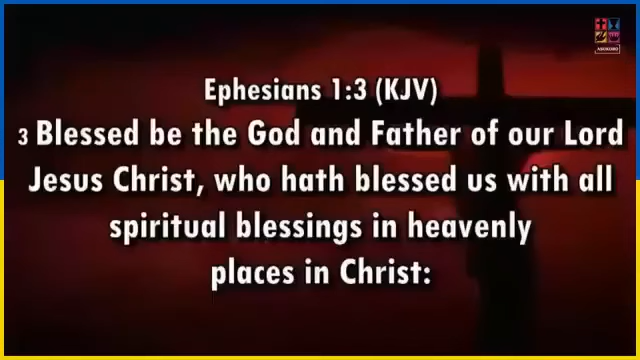 ASOKORO
Ephesians 1:3 (KJV)
3 Blessed be the God and Father of our Lord
Jesus Christ, who hath blessed us with all
spiritual blessings in heavenly
places in Christ: